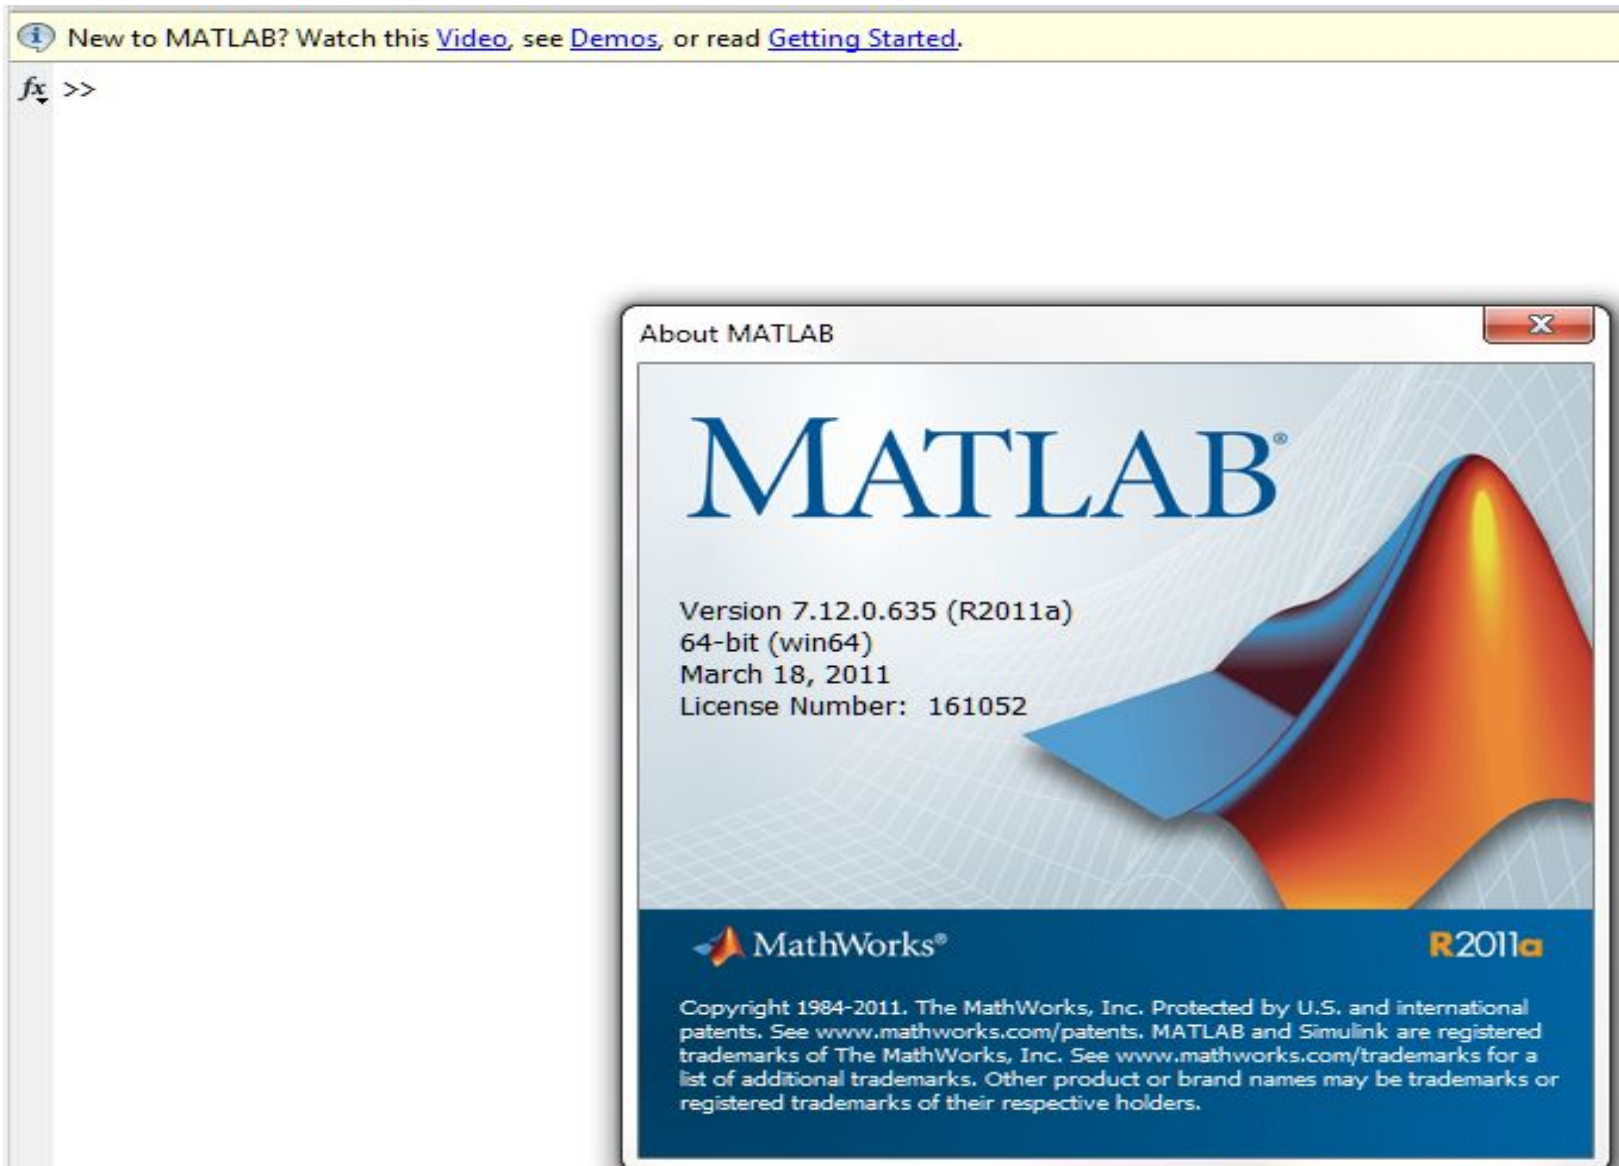 New to MATLAB? Watch this Video, see Demos, or read Getting Started.
fx >>
About MATLAB
MATLAB®
Version 7.12.0.635 (R2011a)
64-bit (win64)
March 18, 2011
License Number: 161052
MathWorks®
R2011a
Copyright 1984-2011. The MathWorks, Inc. Protected by U.S. and international
patents. See www.mathworks.com/patents. MATLAB and Simulink are registered
trademarks of The MathWorks, Inc. See www.mathworks.com/trademarks for a
list of additional trademarks. Other product or brand names may be trademarks or
registered trademarks of their respective holders.